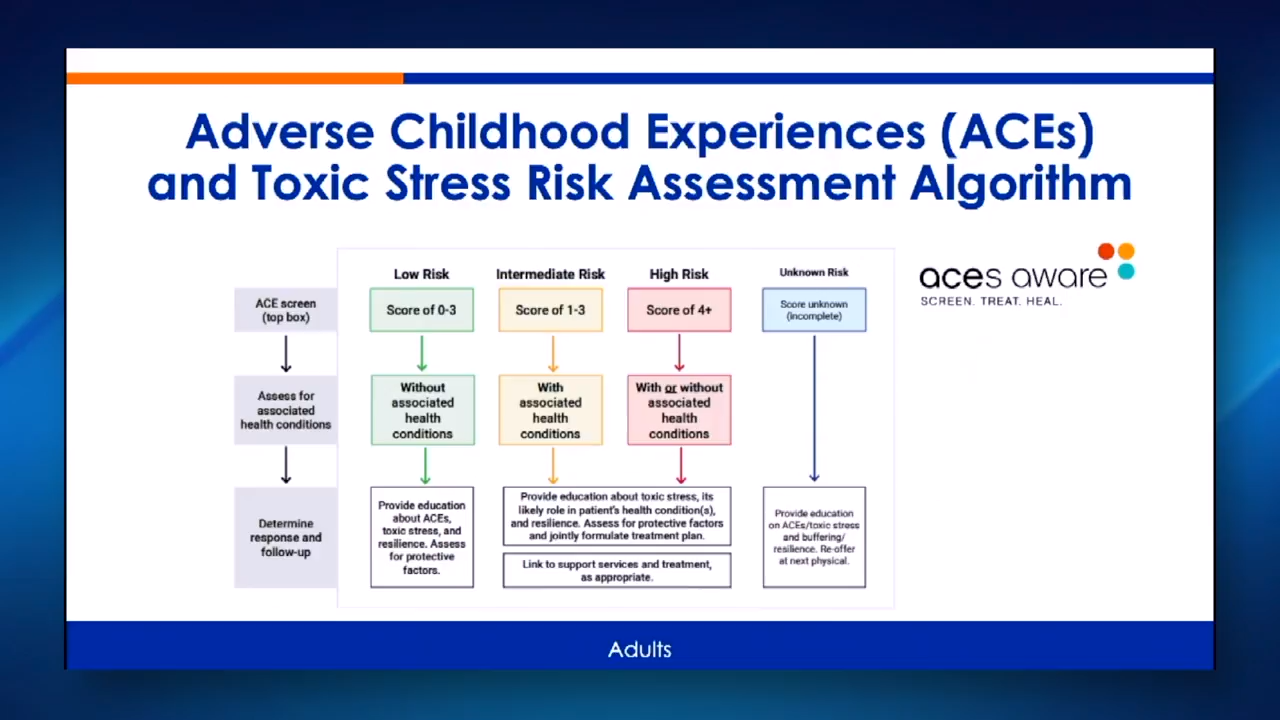 Adverse Childhood Experiences (ACEs)
and Toxic Stress Risk Assessment Algorithm
aces aware
SCREEN. TREAT. HEAL.
Low Risk
Intermediate Risk
High Risk
Unknown Risk
ACE screen
(top box)
Score of 0-3
Score of 1-3
Score of 4+
Score unknown
(incomplete)
Assess for
associated
health conditions
Without
associated
health
conditions
With
associated
health
conditions
With or without
associated
health
conditions
Determine
response and
follow-up
Provide education
about ACEs,
toxic stress, and
resilience. Assess
for protective
factors.
Provide education about toxic stress, its
likely role in patient's health condition(s),
and resilience. Assess for protective factors
and jointly formulate treatment plan.
Link to support services and treatment,
as appropriate.
Provide education
on ACEs/toxic stress
and buffering/
resilience. Re-offer
at next physical.
Adults